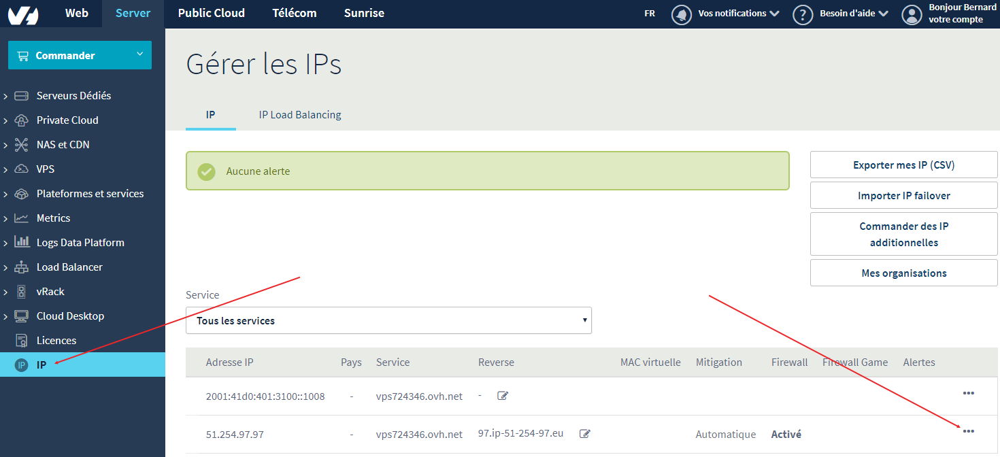 Web Server Public Cloud Télécom Sunrise FR Vos notifications Besoin d'aide Bonjour Bernard
votre compte
Commander
Serveurs Dédiés
Private Cloud
NAS et CDN
VPS
Plateformes et services
Metrics
Logs Data Platform
Load Balancer
vRack
Cloud Desktop
Licences
IP IP
Gérer les IPs
IP IP Load Balancing
Aucune alerte
Exporter mes IP (CSV)
Importer IP failover
Commander des IP
additionnelles
Mes organisations
Service
Tous les services
Adresse IP Pays Service Reverse MAC virtuelle Mitigation Firewall Firewall Game Alertes
2001:41d0:401:3100::1008 - vps724346.ovh.net - •••
51.254.97.97 - vps724346.ovh.net 97.ip-51-254-97.eu Automatique Activé •••